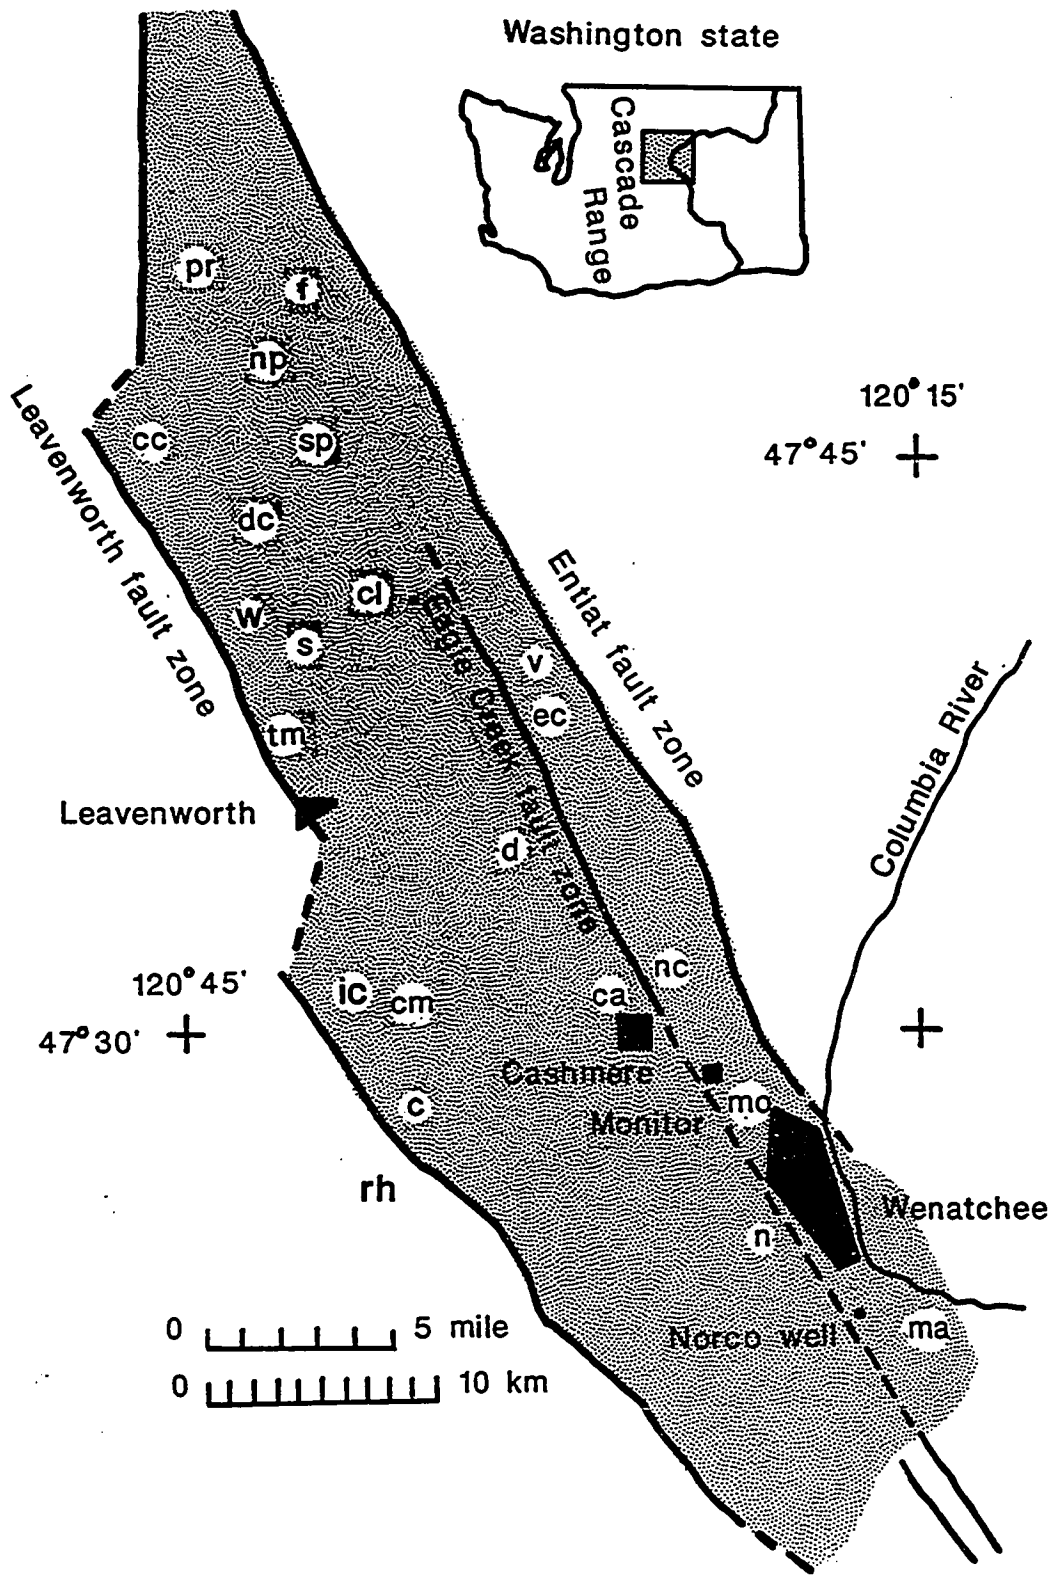 Washington state
Cascade
Range
pr
f
np
120°15'
47°45'
cc
sp
Leavenworth fault zone
dc
Entiat fault zone
cl
Eagle Creek fault zone
w
s
v
ec
tm
Columbia River
Leavenworth
d
nc
120°45'
ic
cm
ca
47°30'
Cashmere
mo
c
Monitor
rh
Wenatchee
n
0 5 mile
Norco well
ma
0 10 km